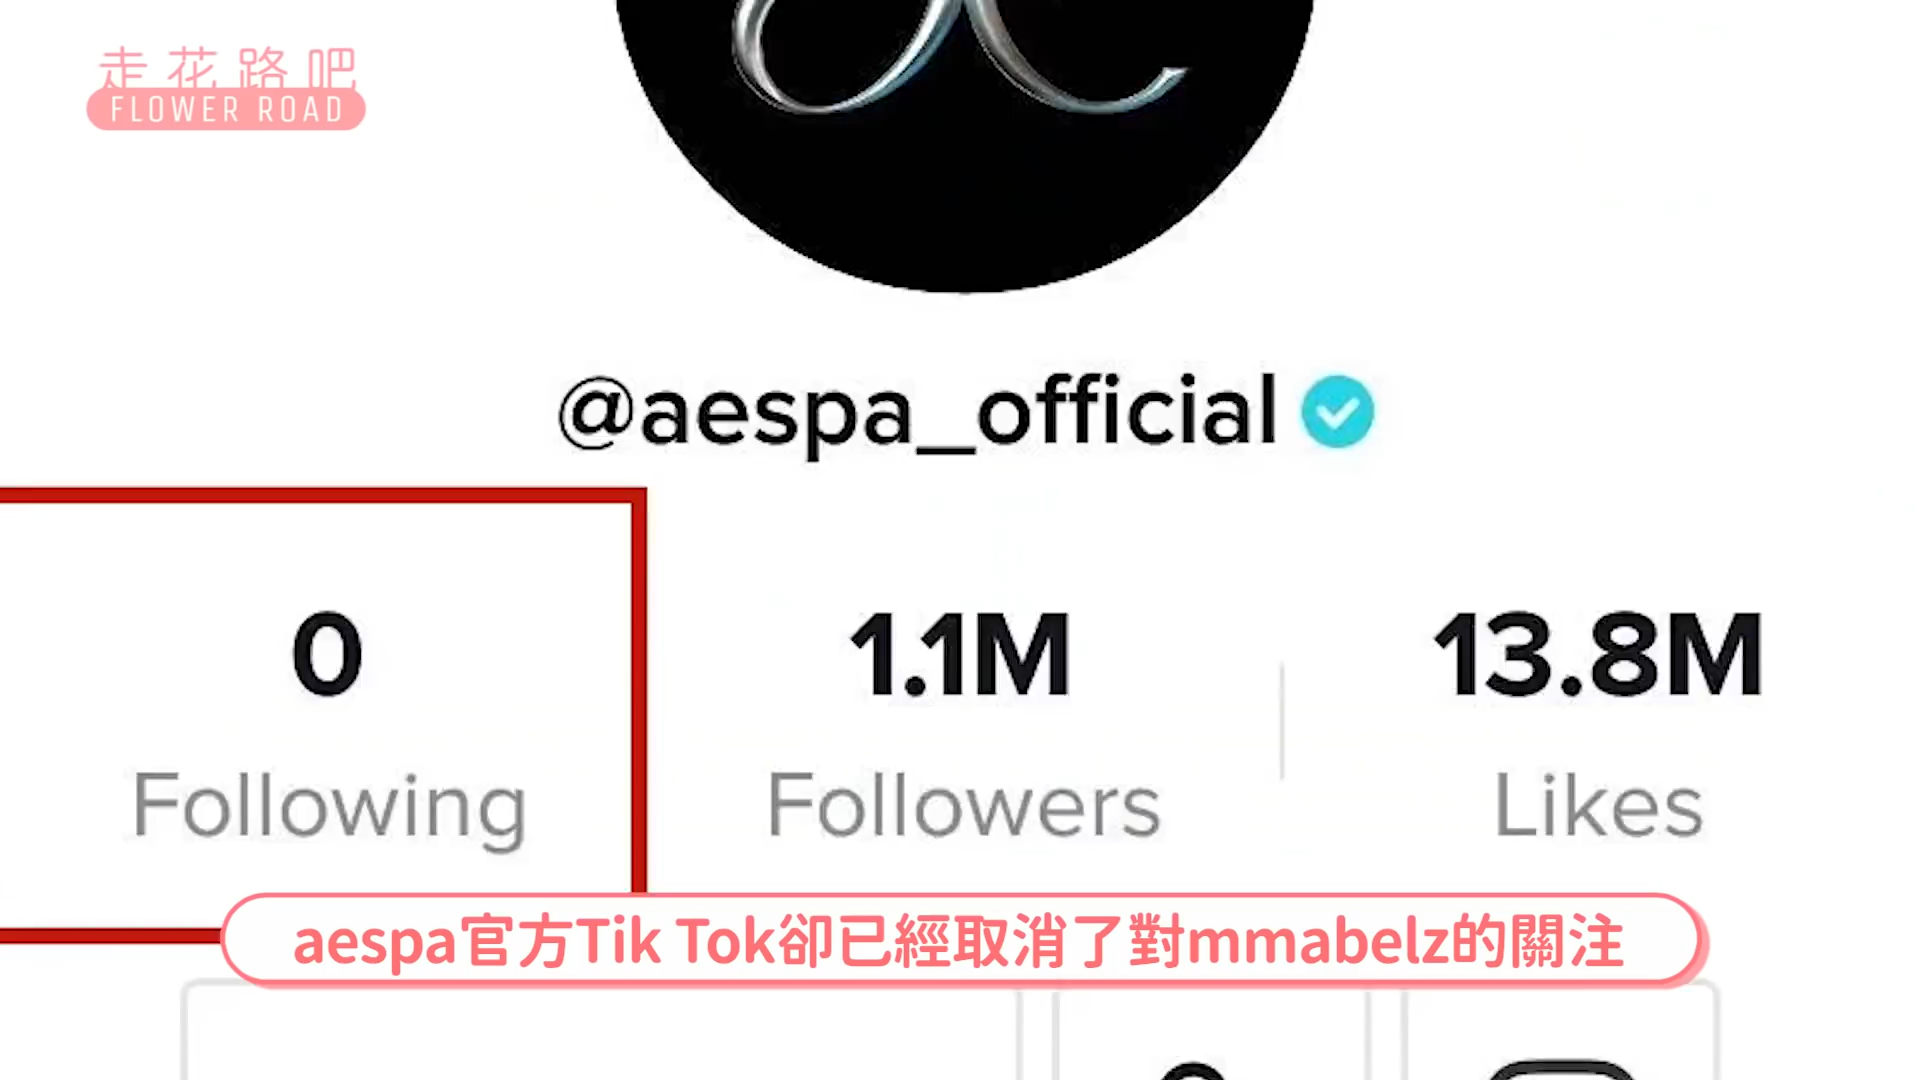 走花路吧
FLOWER ROAD
@aespa_official
0
1.1M
13.8M
Following
Followers
Likes
aespa官方Tik Tok卻已經取消了對mmabelz的關注